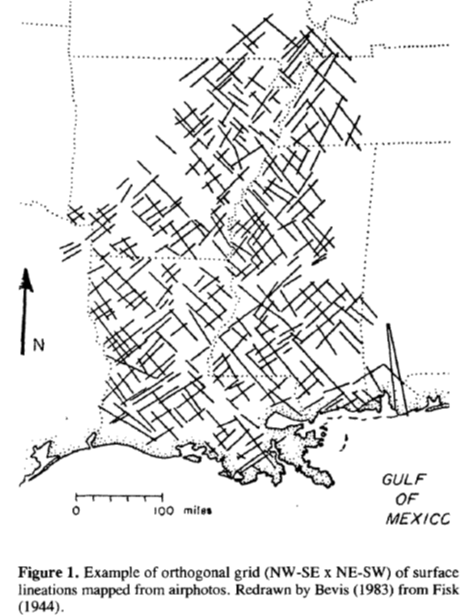 N
0 100 miles
GULF
OF
MEXICC
Figure 1. Example of orthogonal grid (NW-SE x NE-SW) of surface
lineations mapped from airphotos. Redrawn by Bevis (1983) from Fisk
(1944).